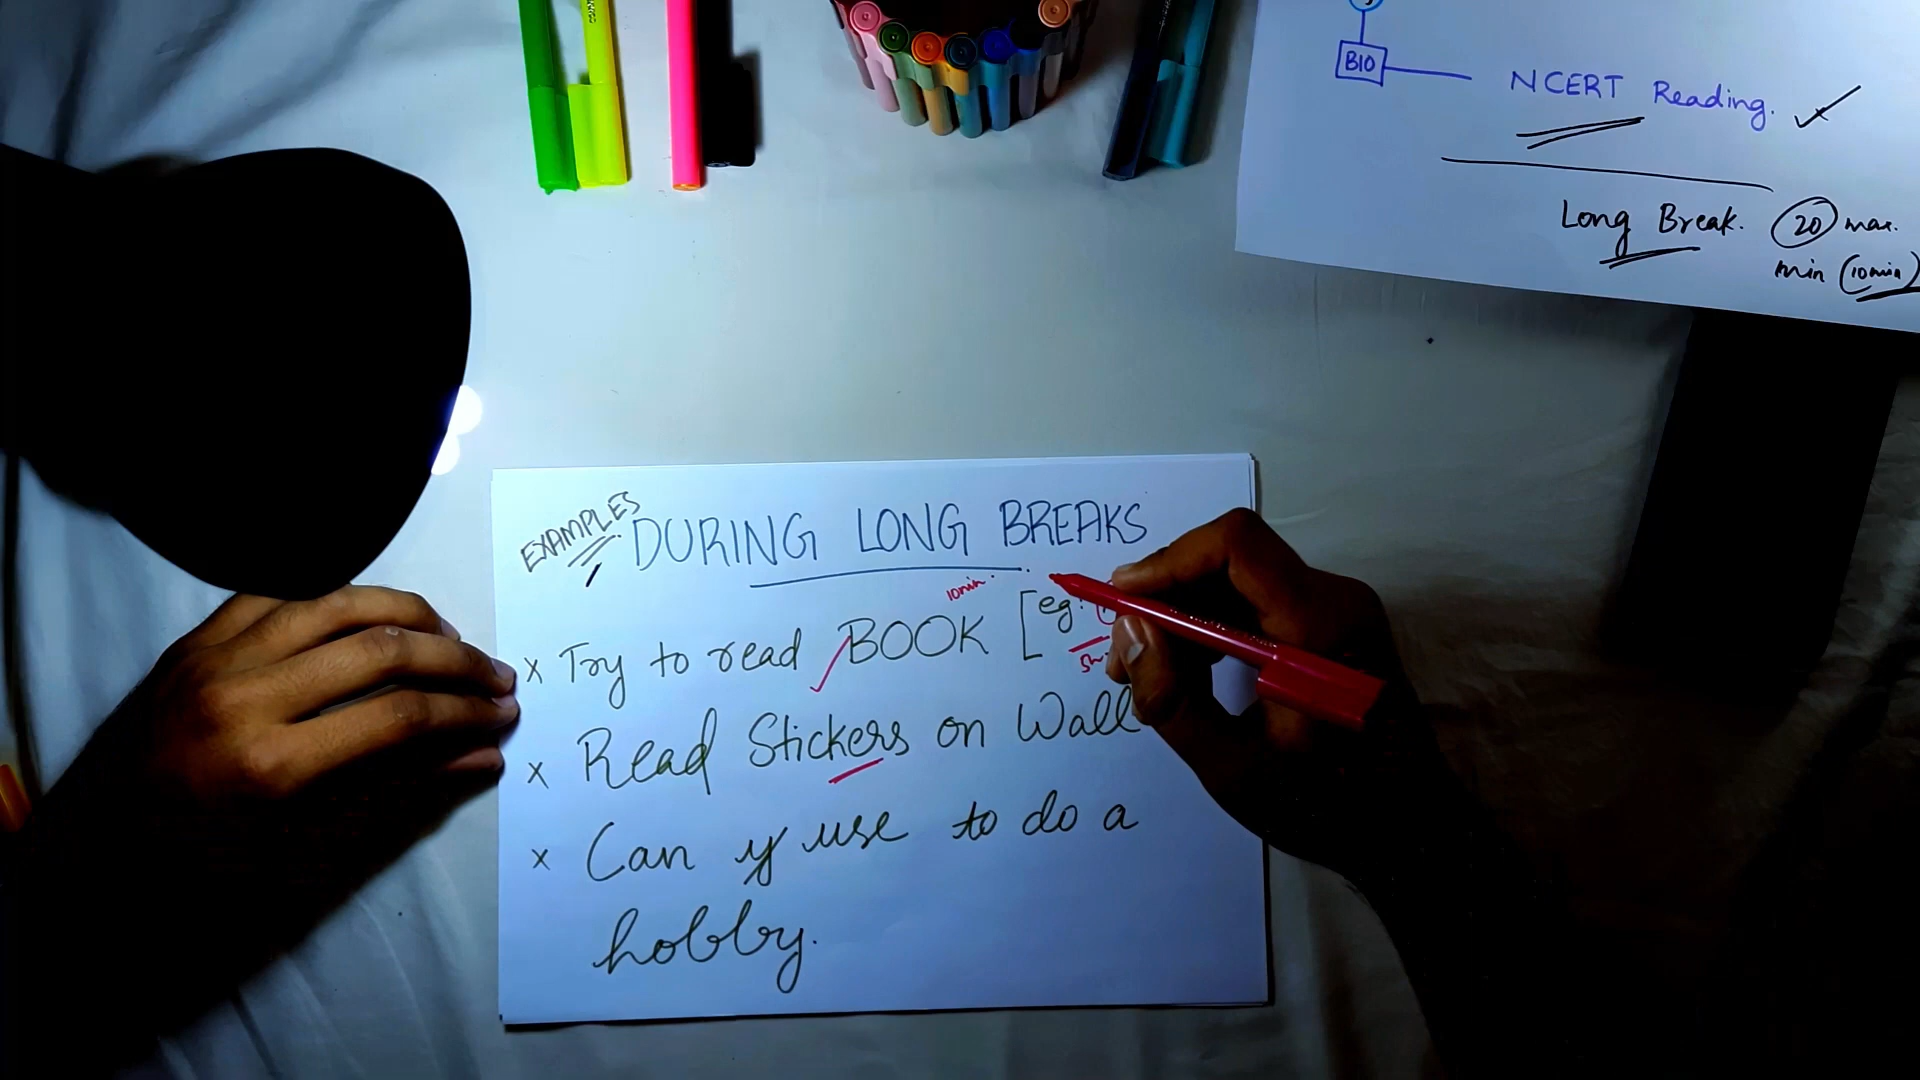 BIO
NCERT Reading.
Long Break. 20 max.
min (10min)
EXAMPLES
DURING LONG BREAKS
10min.
x Try to read BOOK [eg:
x Read Stickers on Wall
x Can y use to do a
hobby.